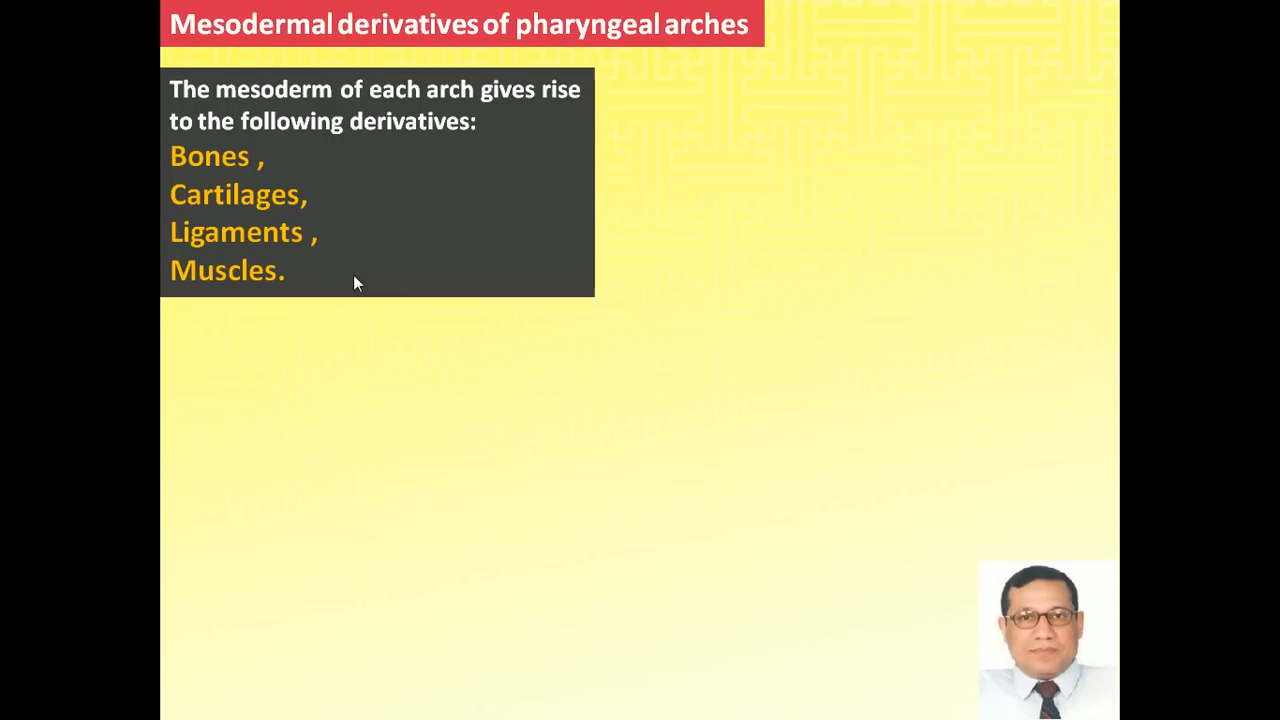 Mesodermal derivatives of pharyngeal arches
The mesoderm of each arch gives rise
to the following derivatives:
Bones ,
Cartilages,
Ligaments ,
Muscles.